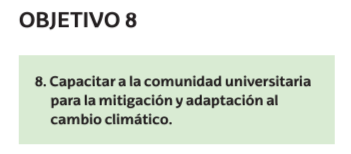 OBJETIVO 8
8. Capacitar a la comunidad universitaria
para la mitigación y adaptación al
cambio climático.